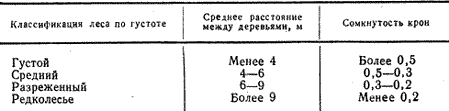 Классификация леса по густоте
Среднее расстояние
между деревьями, м
Сомкнутость крон
Густой Менее 4 Более 0,5
Средний 4—6 0,5—0,3
Разреженный 6—9 0,3—0,2
Редколесье Более 9 Менее 0,2